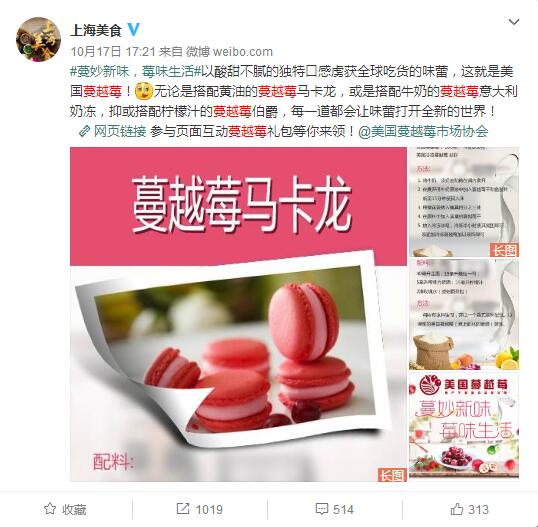 上海美食
10月17日 17:21 来自 微博 weibo.com
#蔓妙新味，莓味生活#以酸甜不腻的独特口感虏获全球吃货的味蕾，这就是美
国蔓越莓！无论是搭配黄油的蔓越莓马卡龙，或是搭配牛奶的蔓越莓意大利
奶冻，抑或搭配柠檬汁的蔓越莓伯爵，每一道都会让味蕾打开全新的世界！
网页链接 参与页面互动蔓越莓礼包等你来领！@美国蔓越莓市场协会
蔓越莓马卡龙
配料:
长图
方法:
长图
配料:
方法:
美国蔓越莓
蔓妙新味
莓味生活
收藏
1019
514
313